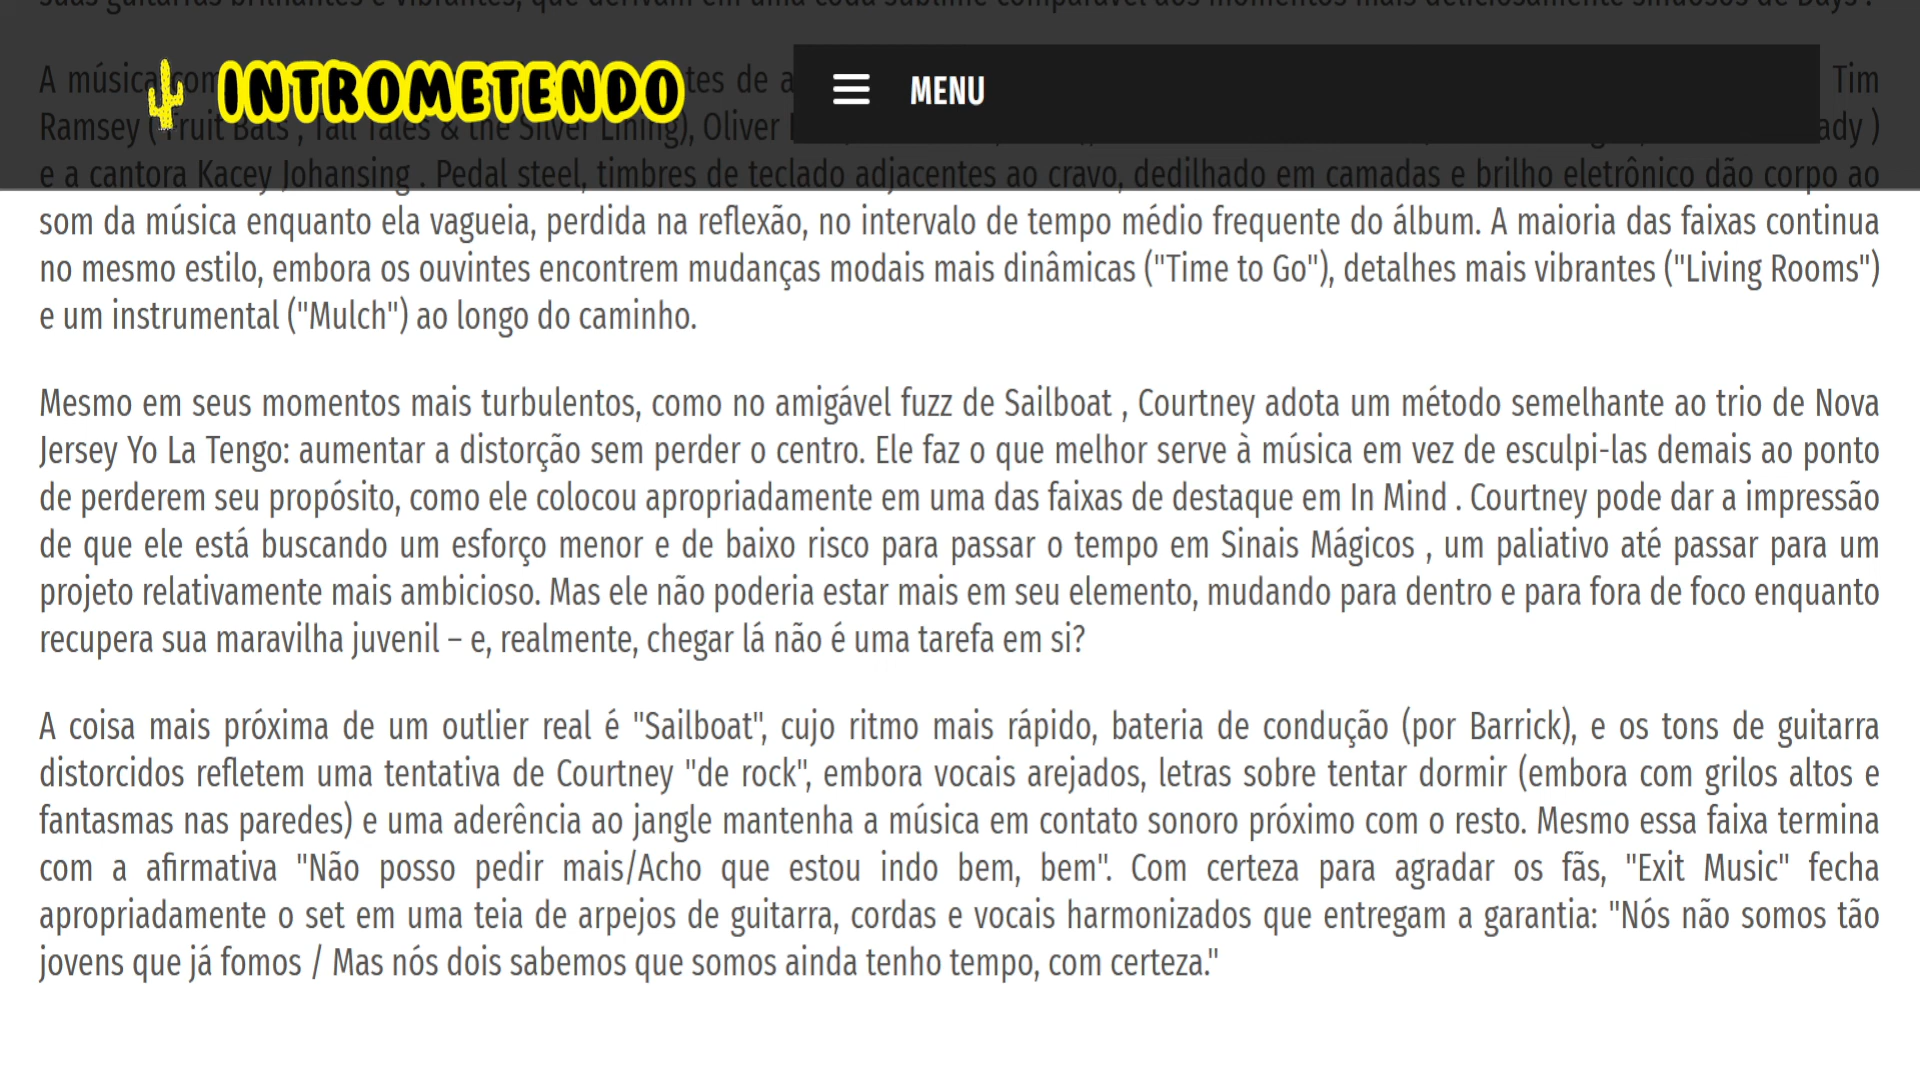 suas guitarras brilhantes e vibrantes, que derivam em uma coda sublime comparável aos momentos mais deliciosamente sinuosos de Days .
A música com tes de a Tim
INTROMETENDO
MENU
Ramsey ( Fruit Bats , Tall Tales & the Silver Lining), Oliver ady )
e a cantora Kacey Johansing . Pedal steel, timbres de teclado adjacentes ao cravo, dedilhado em camadas e brilho eletrônico dão corpo ao
som da música enquanto ela vagueia, perdida na reflexão, no intervalo de tempo médio frequente do álbum. A maioria das faixas continua
no mesmo estilo, embora os ouvintes encontrem mudanças modais mais dinâmicas ("Time to Go"), detalhes mais vibrantes ("Living Rooms")
e um instrumental ("Mulch") ao longo do caminho.
Mesmo em seus momentos mais turbulentos, como no amigável fuzz de Sailboat , Courtney adota um método semelhante ao trio de Nova
Jersey Yo La Tengo: aumentar a distorção sem perder o centro. Ele faz o que melhor serve à música em vez de esculpi-las demais ao ponto
de perderem seu propósito, como ele colocou apropriadamente em uma das faixas de destaque em In Mind . Courtney pode dar a impressão
de que ele está buscando um esforço menor e de baixo risco para passar o tempo em Sinais Mágicos , um paliativo até passar para um
projeto relativamente mais ambicioso. Mas ele não poderia estar mais em seu elemento, mudando para dentro e para fora de foco enquanto
recupera sua maravilha juvenil – e, realmente, chegar lá não é uma tarefa em si?
A coisa mais próxima de um outlier real é "Sailboat", cujo ritmo mais rápido, bateria de condução (por Barrick), e os tons de guitarra
distorcidos refletem uma tentativa de Courtney "de rock", embora vocais arejados, letras sobre tentar dormir (embora com grilos altos e
fantasmas nas paredes) e uma aderência ao jangle mantenha a música em contato sonoro próximo com o resto. Mesmo essa faixa termina
com a afirmativa "Não posso pedir mais/Acho que estou indo bem, bem". Com certeza para agradar os fãs, "Exit Music" fecha
apropriadamente o set em uma teia de arpejos de guitarra, cordas e vocais harmonizados que entregam a garantia: "Nós não somos tão
jovens que já fomos / Mas nós dois sabemos que somos ainda tenho tempo, com certeza."